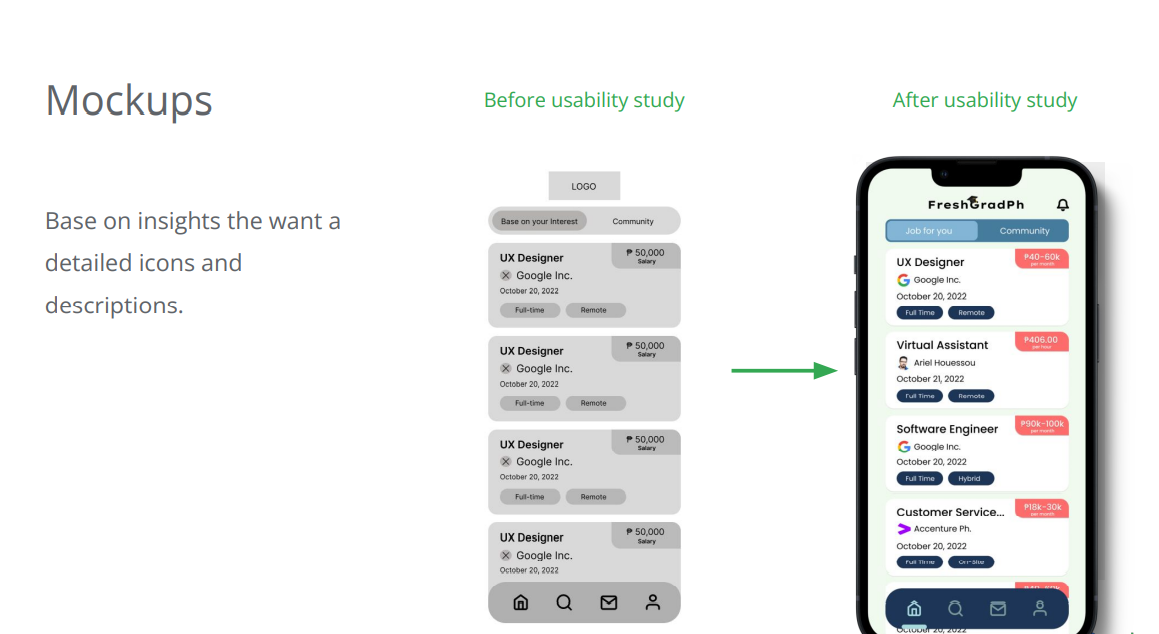 Mockups
Before usability study
After usability study
Base on insights the want a
detailed icons and
descriptions.
LOGO
Base on your Interest
Community
UX Designer
₱ 50,000
Salary
Google Inc.
October 20, 2022
Full-time
Remote
UX Designer
₱ 50,000
Salary
Google Inc.
October 20, 2022
Full-time
Remote
UX Designer
₱ 50,000
Salary
Google Inc.
October 20, 2022
Full-time
Remote
UX Designer
₱ 50,000
Salary
Google Inc.
October 20, 2022
FreshGradPh
Job for you
Community
UX Designer
₱40-60k
per month
Google Inc.
October 20, 2022
Full Time
Remote
Virtual Assistant
₱406.00
per hour
Ariel Houessou
October 21, 2022
Full Time
Remote
Software Engineer
₱90k-100k
per month
Google Inc.
October 20, 2022
Full Time
Hybrid
Customer Service...
₱18k-30k
per month
Accenture Ph.
October 20, 2022
Full Time
On-Site
October 20, 2022